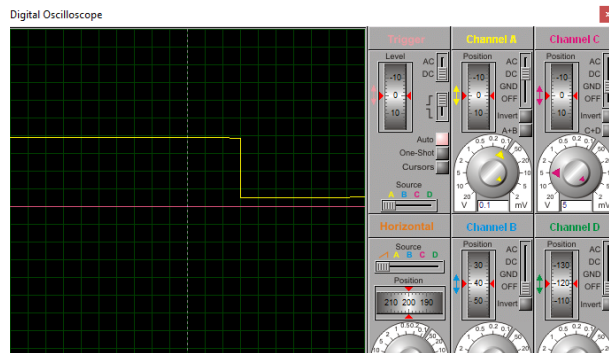 Digital Oscilloscope
Trigger
Level
-10
0
10
AC
DC
Auto
One-Shot
Cursors
Source
A B C D
Channel A
Position
-10
0
10
AC
DC
GND
OFF
Invert
A+B
V 0.1 mV
Channel C
Position
-10
0
10
AC
DC
GND
OFF
Invert
C+D
V 5 mV
Horizontal
Source
A B C D
Position
210 200 190
Channel B
Position
30
40
50
AC
DC
GND
OFF
Invert
Channel D
Position
-130
-120
-110
AC
DC
GND
OFF
Invert